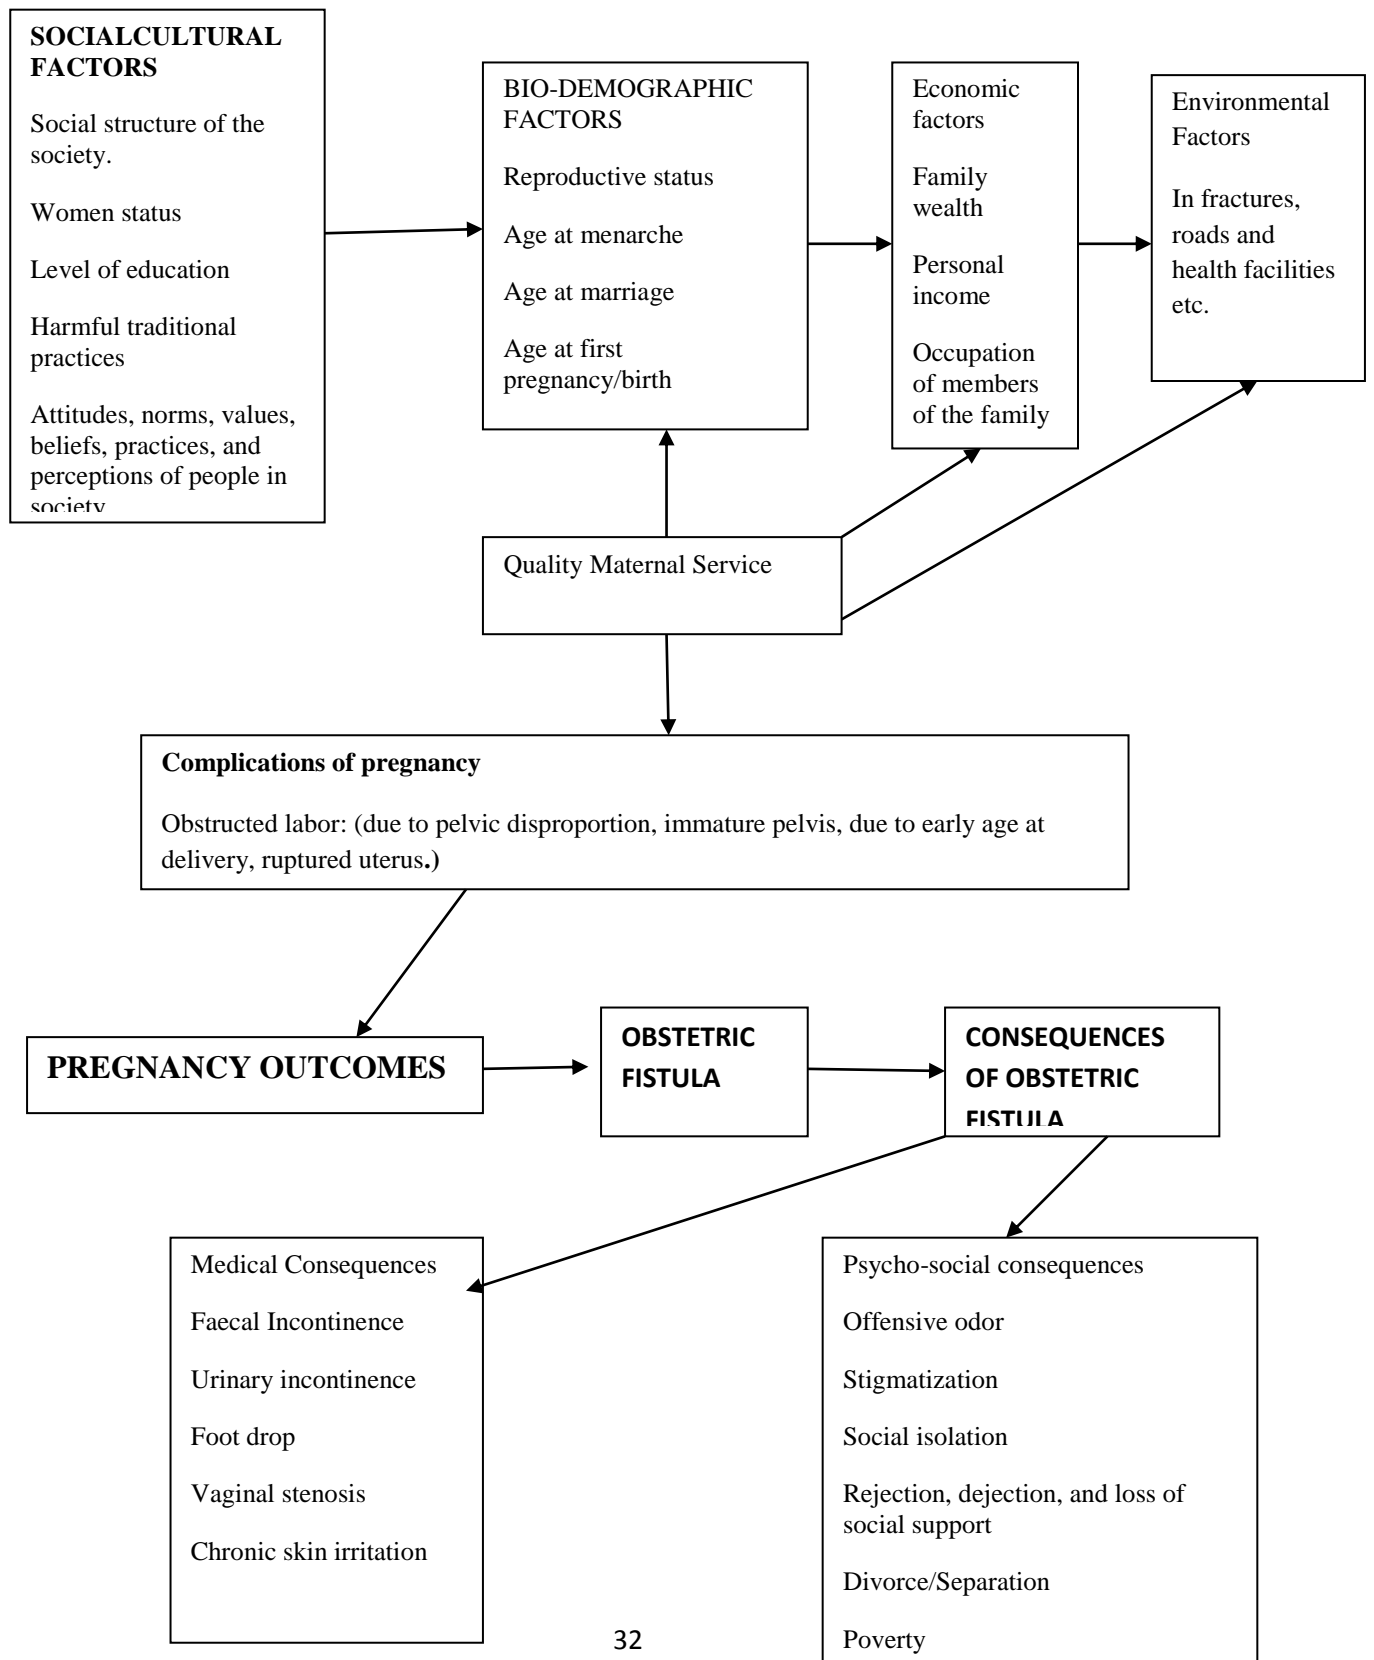 SOCIALCULTURAL
FACTORS
Social structure of the
society.
Women status
Level of education
Harmful traditional
practices
Attitudes, norms, values,
beliefs, practices, and
perceptions of people in
society
BIO-DEMOGRAPHIC
FACTORS
Reproductive status
Age at menarche
Age at marriage
Age at first
pregnancy/birth
Economic
factors
Family
wealth
Personal
income
Occupation
of members
of the family
Environmental
Factors
In fractures,
roads and
health facilities
etc.
Quality Maternal Service
Complications of pregnancy
Obstructed labor: (due to pelvic disproportion, immature pelvis, due to early age at
delivery, ruptured uterus.)
PREGNANCY OUTCOMES
OBSTETRIC
FISTULA
CONSEQUENCES
OF OBSTETRIC
FISTULA
Medical Consequences
Faecal Incontinence
Urinary incontinence
Foot drop
Vaginal stenosis
Chronic skin irritation
Psycho-social consequences
Offensive odor
Stigmatization
Social isolation
Rejection, dejection, and loss of
social support
Divorce/Separation
Poverty
32